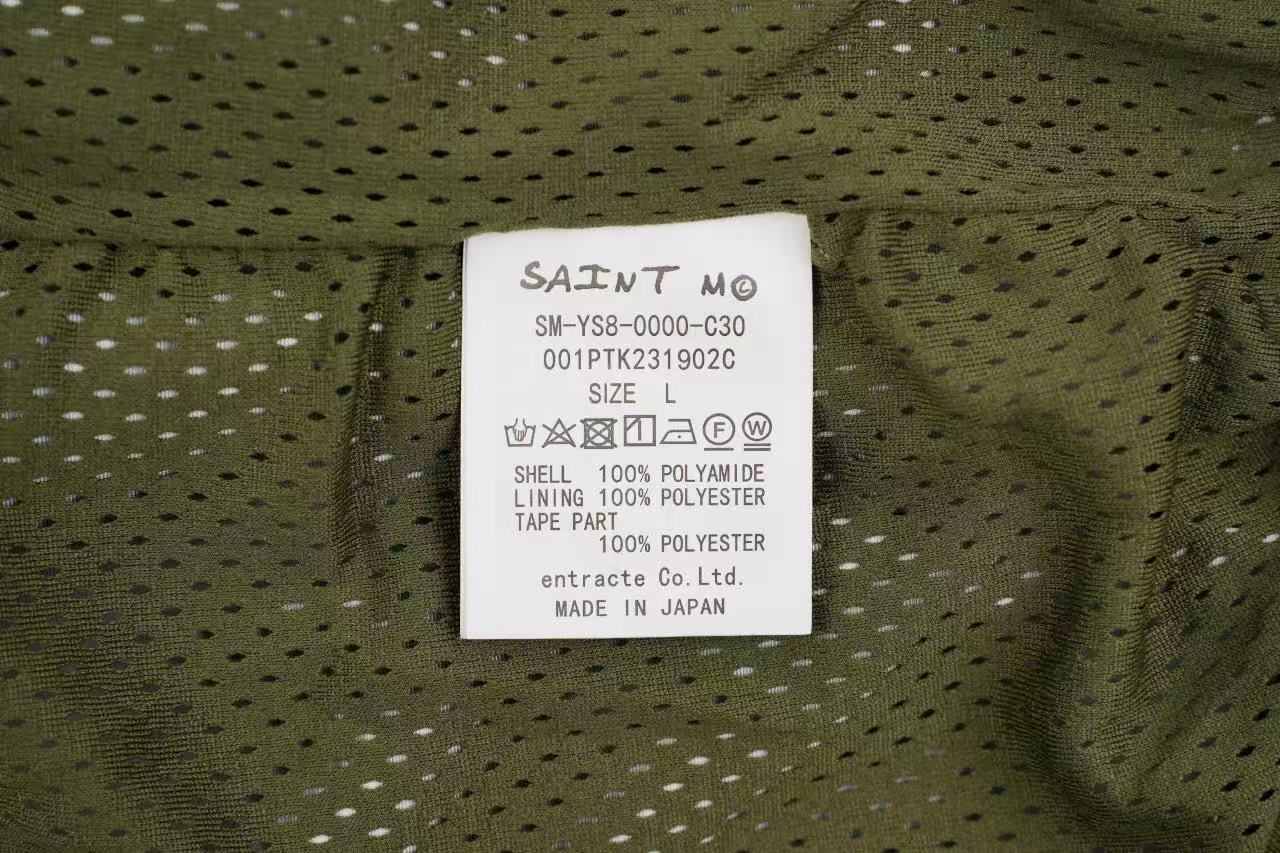 SAINT M©
SM-YS8-0000-C30
001PTK231902C
SIZE L
F W
SHELL 100% POLYAMIDE
LINING 100% POLYESTER
TAPE PART
100% POLYESTER
entracte Co.Ltd.
MADE IN JAPAN